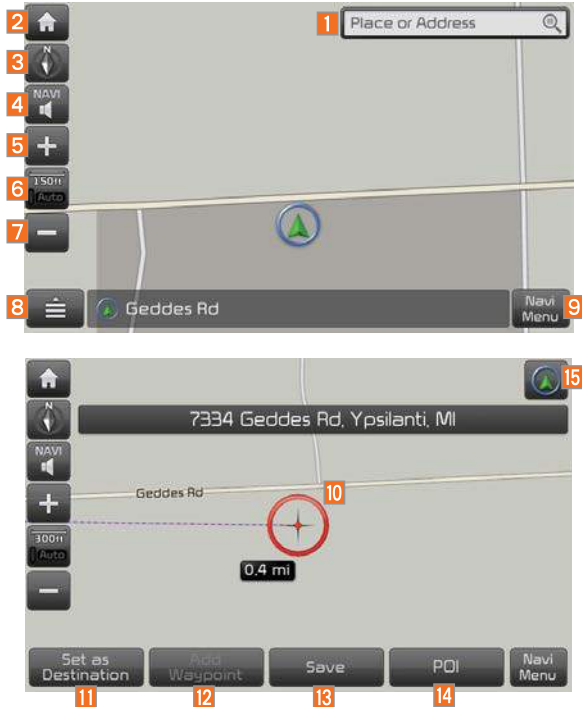 2
1 Place or Address
3 N
4 NAVI
5 +
6 150ft
Auto
7 −
8 Geddes Rd Navi Menu 9
N
15
7334 Geddes Rd, Ypsilanti, MI
NAVI
+
Geddes Rd
10
300ft
Auto
0.4 mi
−
Set as Destination
Add Waypoint
Save
POI
Navi Menu
11 12 13 14